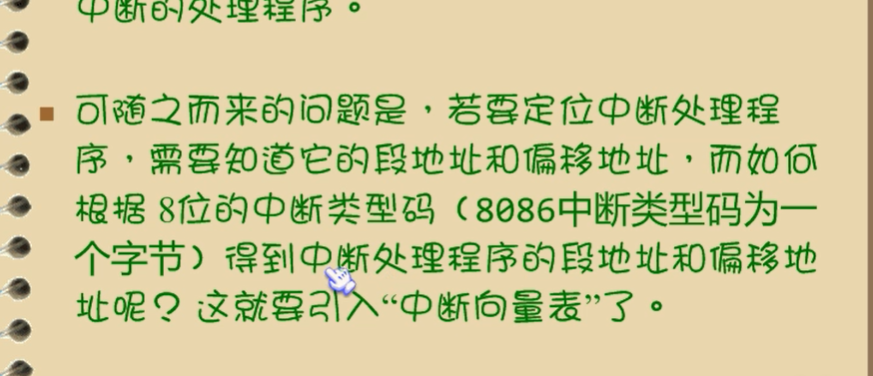 中断的处理程序。
可随之而来的问题是，若要定位中断处理程
序，需要知道它的段地址和偏移地址，而如何
根据 8位的中断类型码（8086中断类型码为一
个字节）得到中断处理程序的段地址和偏移地
址呢？这就要引入“中断向量表”了。